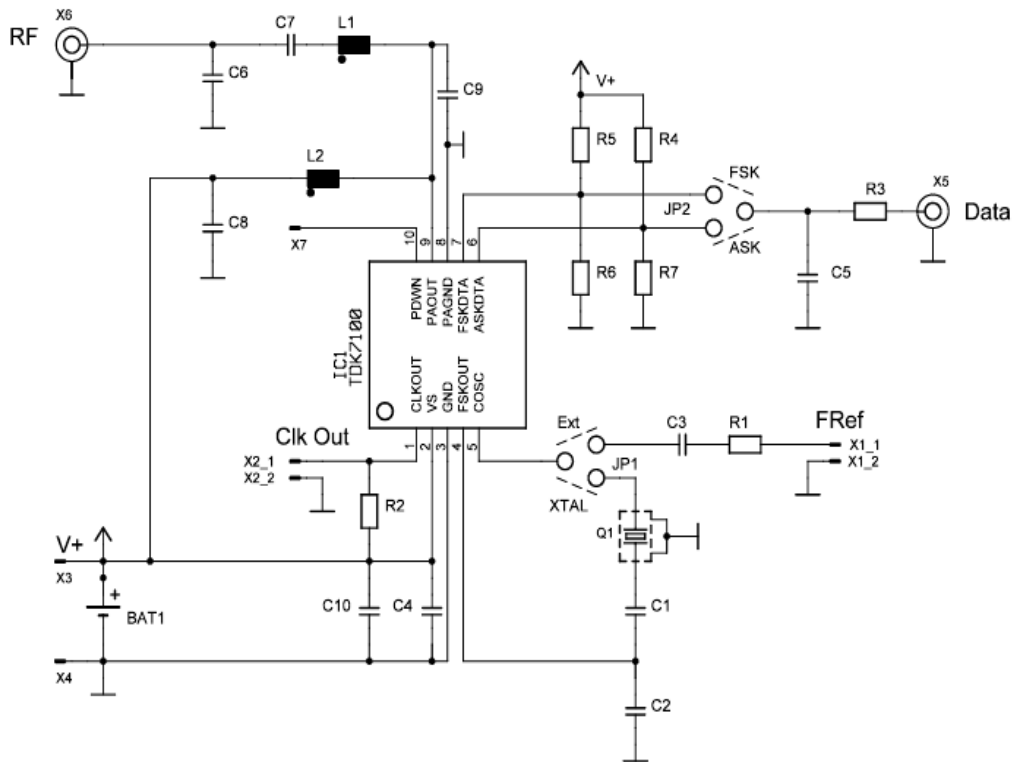 X6
RF
C7
L1
C6
C9
V+
R5
R4
L2
FSK
R3
X5
JP2
Data
C8
X7
ASK
10
9
8
7
6
R6
R7
C5
PDWN
PAOUT
PAGND
FSKDTA
ASKDTA
IC1
TDK7100
CLKOUT
VS
GND
FSKOUT
COSC
Clk Out
1
2
3
4
5
Ext
C3
R1
FRef
X2_1
X2_2
X1_1
X1_2
JP1
R2
XTAL
Q1
V+
X3
+
BAT1
C10
C4
C1
X4
C2